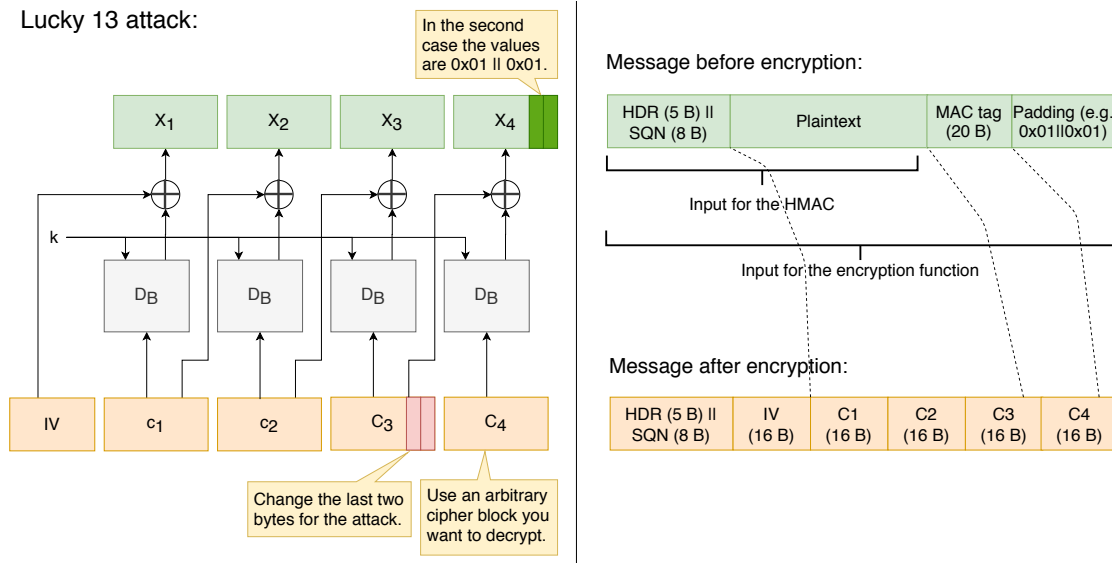 Lucky 13 attack:
In the second
case the values
are 0x01 || 0x01.
X1
X2
X3
X4
k
DB
DB
DB
DB
IV
c1
c2
C3
C4
Change the last two
bytes for the attack.
Use an arbitrary
cipher block you
want to decrypt.
Message before encryption:
HDR (5 B) ||
SQN (8 B)
Plaintext
MAC tag
(20 B)
Padding (e.g.
0x01||0x01)
Input for the HMAC
Input for the encryption function
Message after encryption:
HDR (5 B) ||
SQN (8 B)
IV
(16 B)
C1
(16 B)
C2
(16 B)
C3
(16 B)
C4
(16 B)